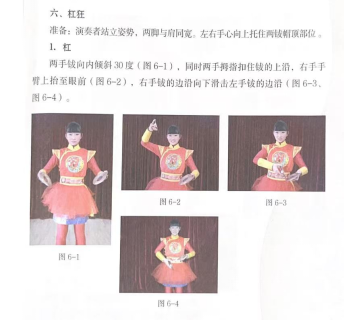 六、杠狂
准备：演奏者站立姿势，两脚与肩同宽。左右手心向上托住两钹帽顶部位。
1. 杠
两手钹向内倾斜30度（图6-1），同时两手拇指扣住钹的上沿，右手手
臂上抬至眼前（图6-2），右手钹的边沿向下滑击左手钹的边沿（图6-3、
图6-4）。
图6-1
图6-2
图6-3
图6-4